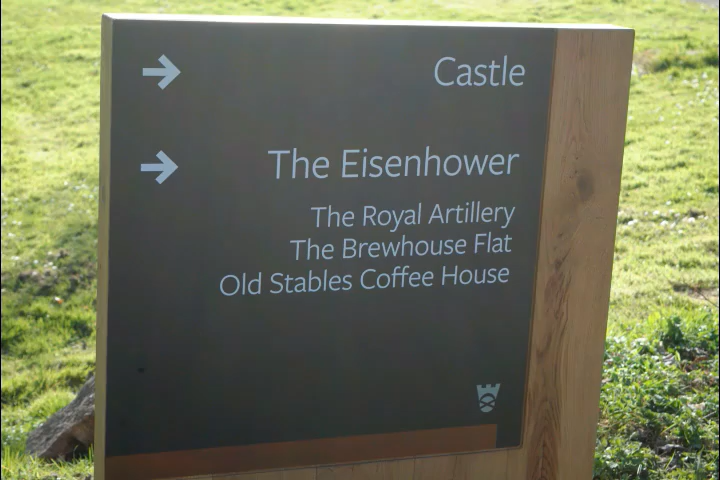 → Castle
→ The Eisenhower
The Royal Artillery
The Brewhouse Flat
Old Stables Coffee House